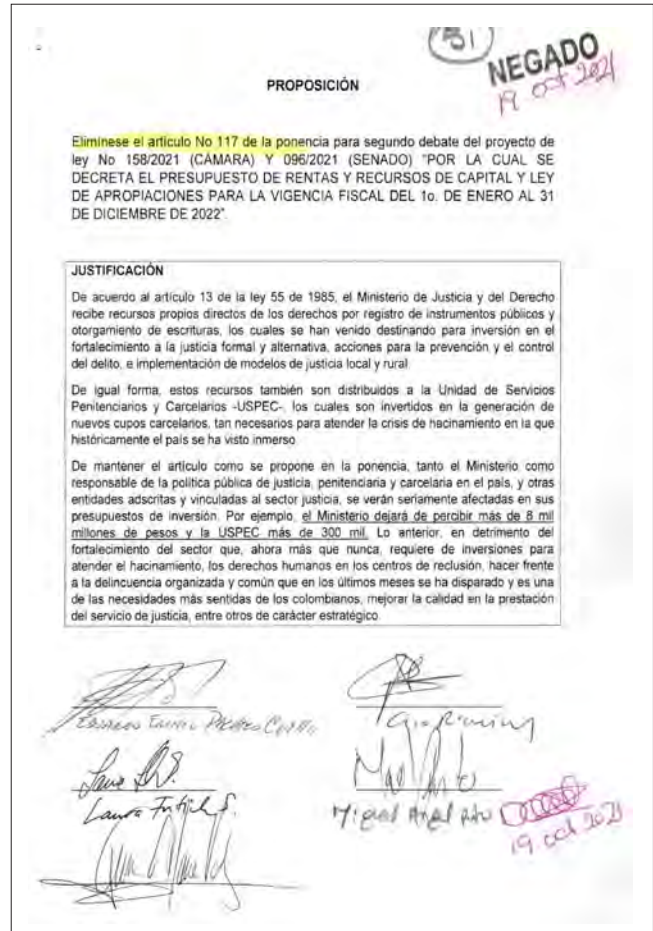 51
NEGADO
19 oct 2021
PROPOSICIÓN
Elimínese el artículo No 117 de la ponencia para segundo debate del proyecto de
ley No 158/2021 (CÁMARA) Y 096/2021 (SENADO) "POR LA CUAL SE
DECRETA EL PRESUPUESTO DE RENTAS Y RECURSOS DE CAPITAL Y LEY
DE APROPIACIONES PARA LA VIGENCIA FISCAL DEL 1o. DE ENERO AL 31
DE DICIEMBRE DE 2022".
JUSTIFICACIÓN
De acuerdo al artículo 13 de la ley 55 de 1985, el Ministerio de Justicia y del Derecho
recibe recursos propios directos de los derechos por registro de instrumentos públicos y
otorgamiento de escrituras, los cuales se han venido destinando para inversión en el
fortalecimiento a la justicia formal y alternativa, acciones para la prevención y el control
del delito, e implementación de modelos de justicia local y rural.
De igual forma, estos recursos también son distribuidos a la Unidad de Servicios
Penitenciarios y Carcelarios -USPEC-, los cuales son invertidos en la generación de
nuevos cupos carcelarios, tan necesarios para atender la crisis de hacinamiento en la que
históricamente el país se ha visto inmerso.
De mantener el artículo como se propone en la ponencia, tanto el Ministerio como
responsable de la política pública de justicia, penitenciaria y carcelaria en el país, y otras
entidades adscritas y vinculadas al sector justicia, se verán seriamente afectadas en sus
presupuestos de inversión. Por ejemplo, el Ministerio dejará de percibir más de 8 mil
millones de pesos y la USPEC más de 300 mil. Lo anterior, en detrimento del
fortalecimiento del sector que, ahora más que nunca, requiere de inversiones para
atender el hacinamiento, los derechos humanos en los centros de reclusión, hacer frente
a la delincuencia organizada y común que en los últimos meses se ha disparado y es una
de las necesidades más sentidas de los colombianos, mejorar la calidad en la prestación
del servicio de justicia, entre otros de carácter estratégico.
Laura
Miguel Angel Pinto
19 oct 2021